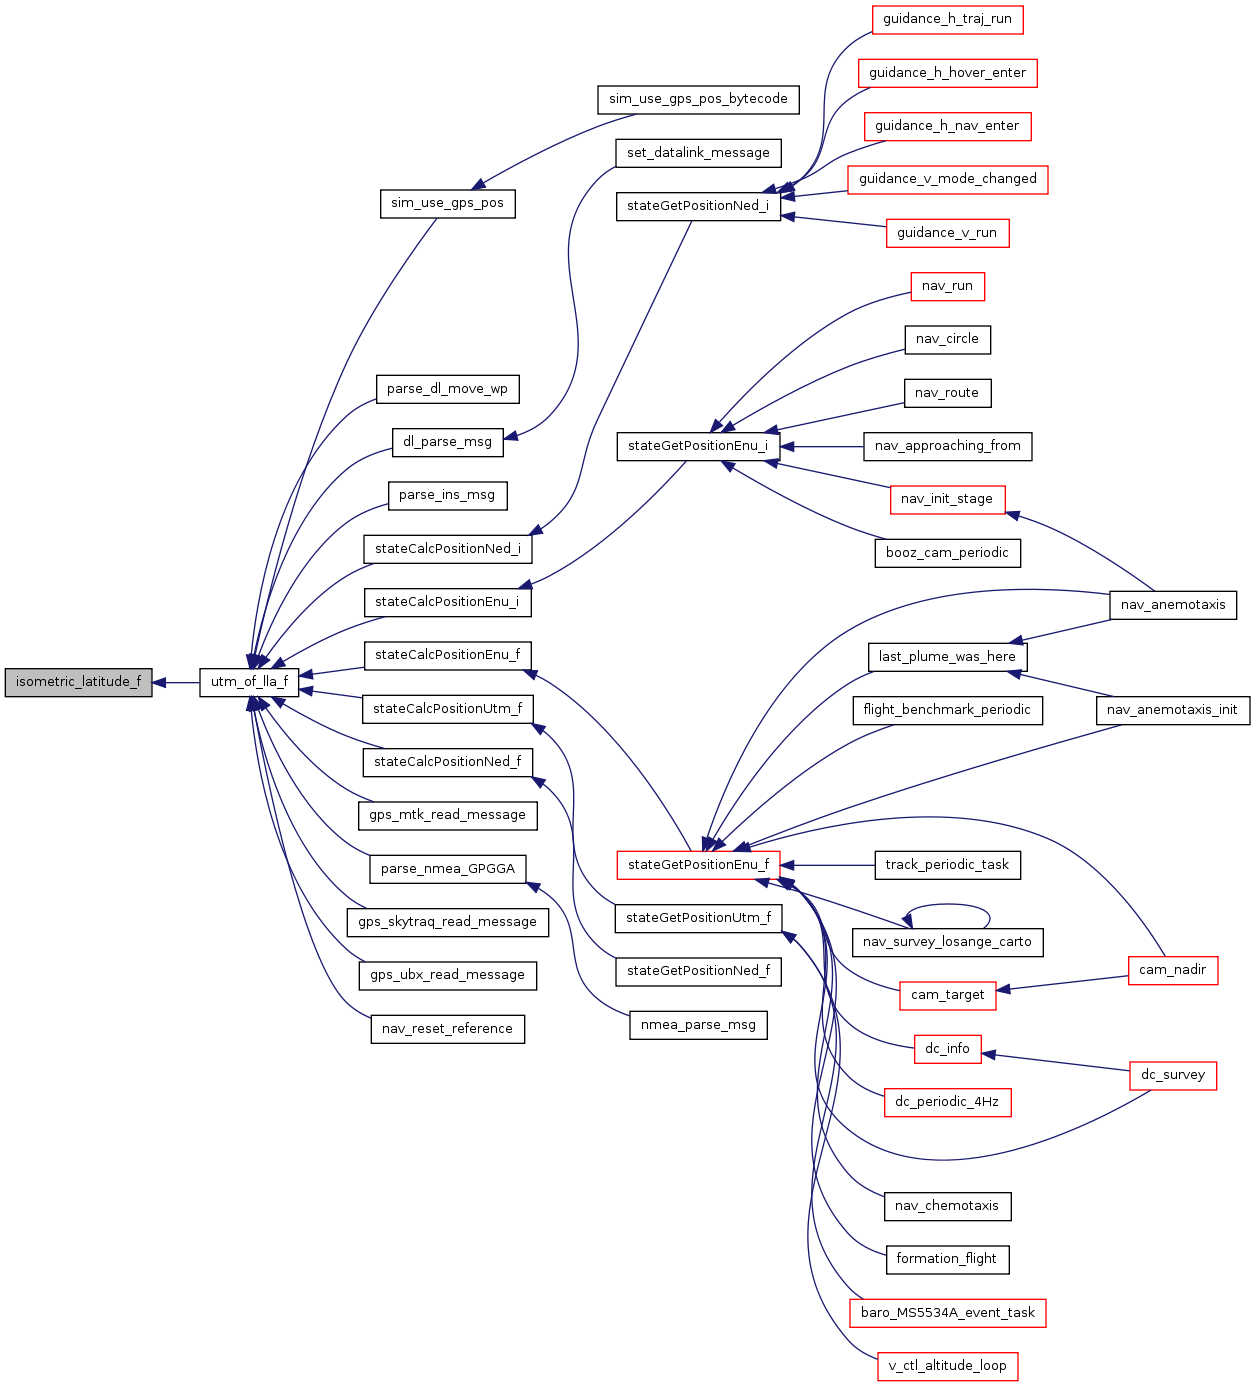 guidance_h_traj_run
guidance_h_hover_enter
sim_use_gps_pos_bytecode
guidance_h_nav_enter
set_datalink_message
guidance_v_mode_changed
sim_use_gps_pos
stateGetPositionNed_i
guidance_v_run
nav_run
nav_circle
parse_dl_move_wp
nav_route
dl_parse_msg
stateGetPositionEnu_i
nav_approaching_from
parse_ins_msg
nav_init_stage
stateCalcPositionNed_i
booz_cam_periodic
stateCalcPositionEnu_i
nav_anemotaxis
stateCalcPositionEnu_f
last_plume_was_here
isometric_latitude_f
utm_of_lla_f
stateCalcPositionUtm_f
flight_benchmark_periodic
nav_anemotaxis_init
stateCalcPositionNed_f
gps_mtk_read_message
parse_nmea_GPGGA
stateGetPositionEnu_f
track_periodic_task
gps_skytraq_read_message
stateGetPositionUtm_f
nav_survey_losange_carto
gps_ubx_read_message
stateGetPositionNed_f
cam_nadir
cam_target
nav_reset_reference
nmea_parse_msg
dc_info
dc_survey
dc_periodic_4Hz
nav_chemotaxis
formation_flight
baro_MS5534A_event_task
v_ctl_altitude_loop